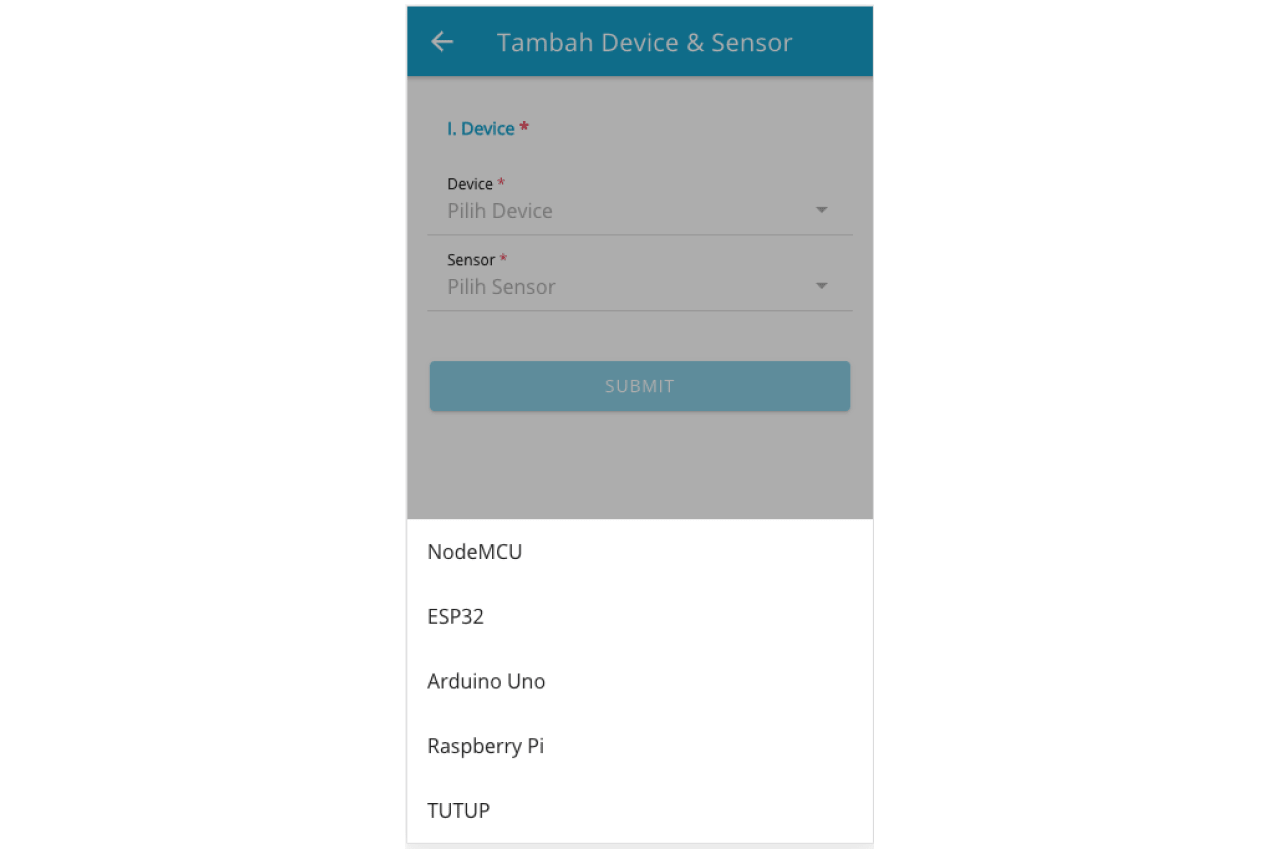 Tambah Device & Sensor
I. Device *
Device *
Pilih Device
Sensor *
Pilih Sensor
SUBMIT
NodeMCU
ESP32
Arduino Uno
Raspberry Pi
TUTUP